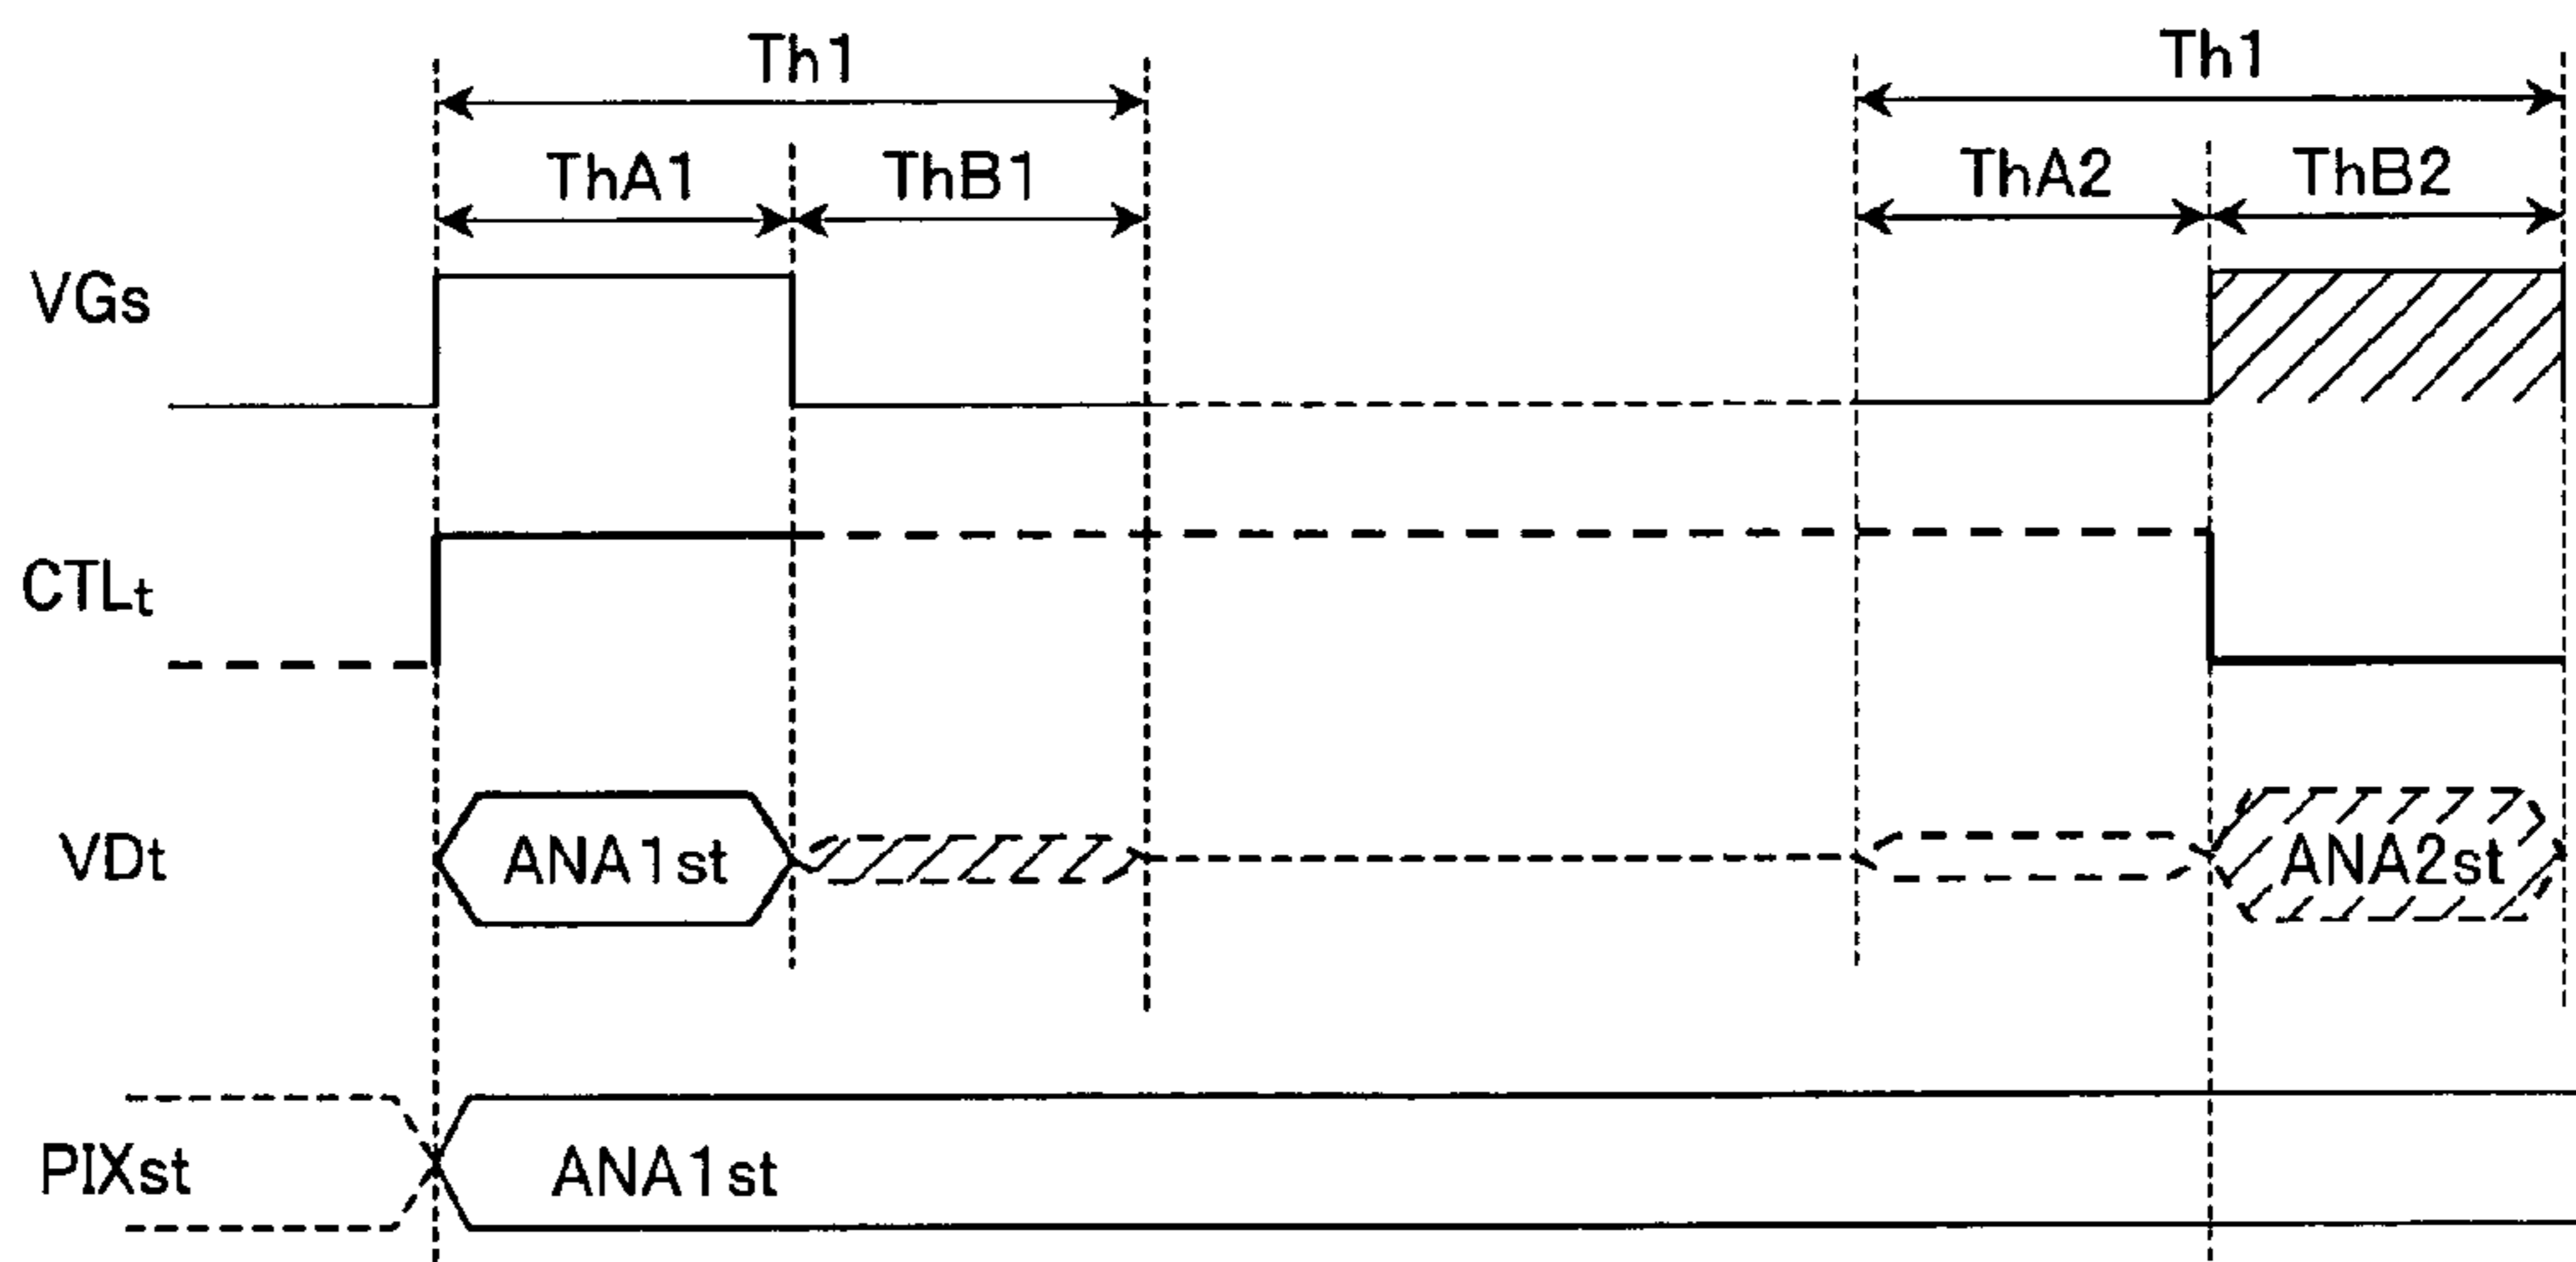 Th1 Th1
ThA1 ThB1 ThA2 ThB2
VGs
CTLt
VDt ANA1st ANA2st
PIXst ANA1st